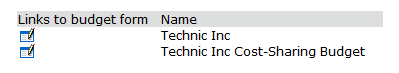 Links to budget form Name
Technic Inc
Technic Inc Cost-Sharing Budget